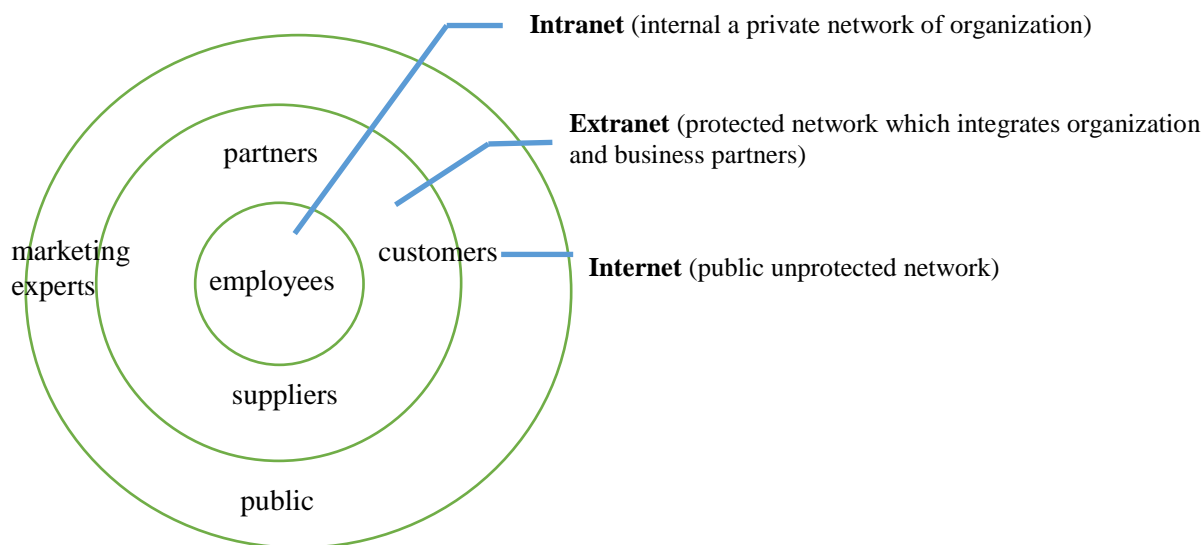 Intranet (internal a private network of organization)
Extranet (protected network which integrates organization
and business partners)
partners
marketing
experts
customers
employees
Internet (public unprotected network)
suppliers
public